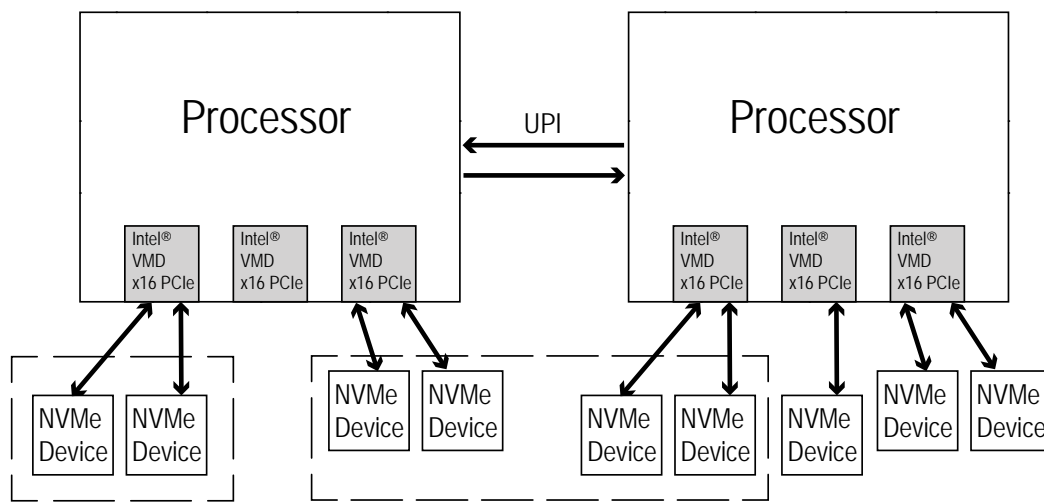 Processor
UPI
Processor
Intel®
VMD
x16 PCIe
Intel®
VMD
x16 PCIe
Intel®
VMD
x16 PCIe
Intel®
VMD
x16 PCIe
Intel®
VMD
x16 PCIe
Intel®
VMD
x16 PCIe
NVMe
Device
NVMe
Device
NVMe
Device
NVMe
Device
NVMe
Device
NVMe
Device
NVMe
Device
NVMe
Device
NVMe
Device